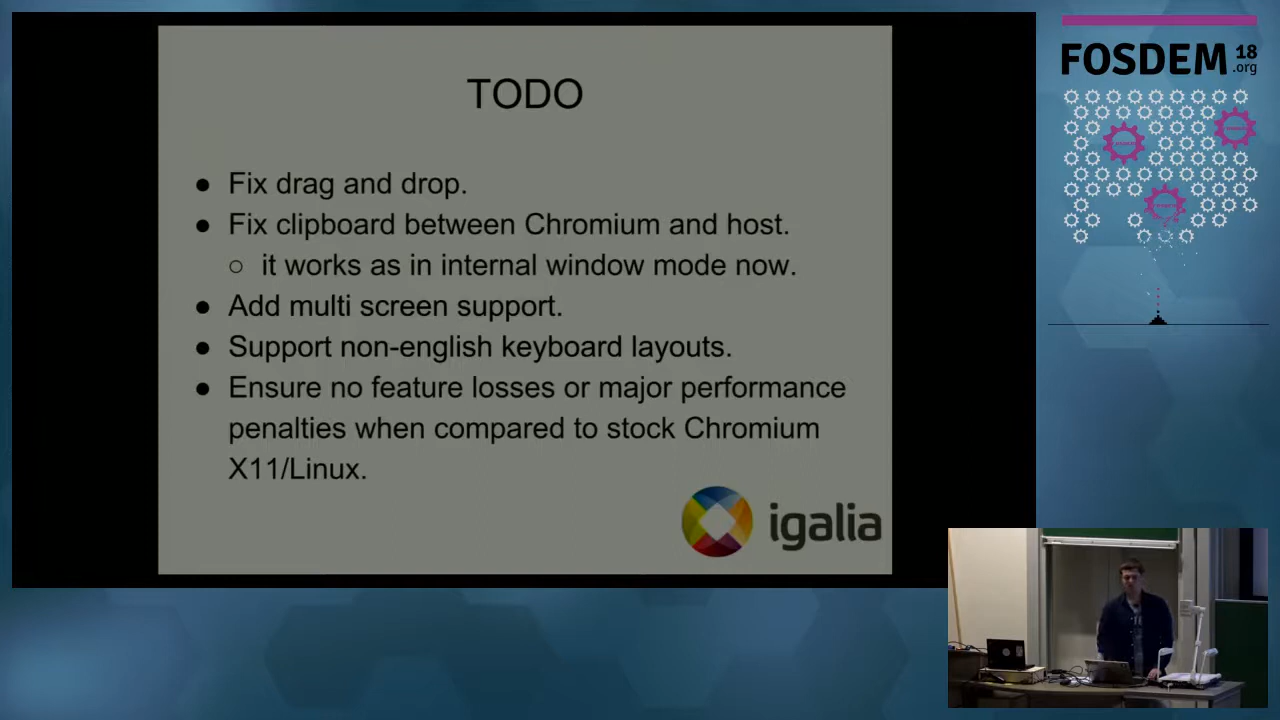 TODO
● Fix drag and drop.
● Fix clipboard between Chromium and host.
○ it works as in internal window mode now.
● Add multi screen support.
● Support non-english keyboard layouts.
● Ensure no feature losses or major performance
penalties when compared to stock Chromium
X11/Linux.
igalia
FOSDEM 18
.org